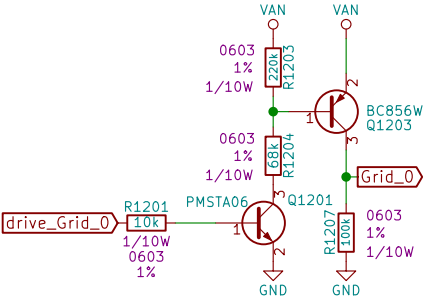 VAN
VAN
0603
1%
1/10W
220k
R1203
2
1
3
BC856W
Q1203
0603
1%
1/10W
68k
R1204
Grid_0
R1201
10k
drive_Grid_0
1/10W
0603
1%
PMSTA06
Q1201
3
1
2
R1207
100k
0603
1%
1/10W
GND
GND